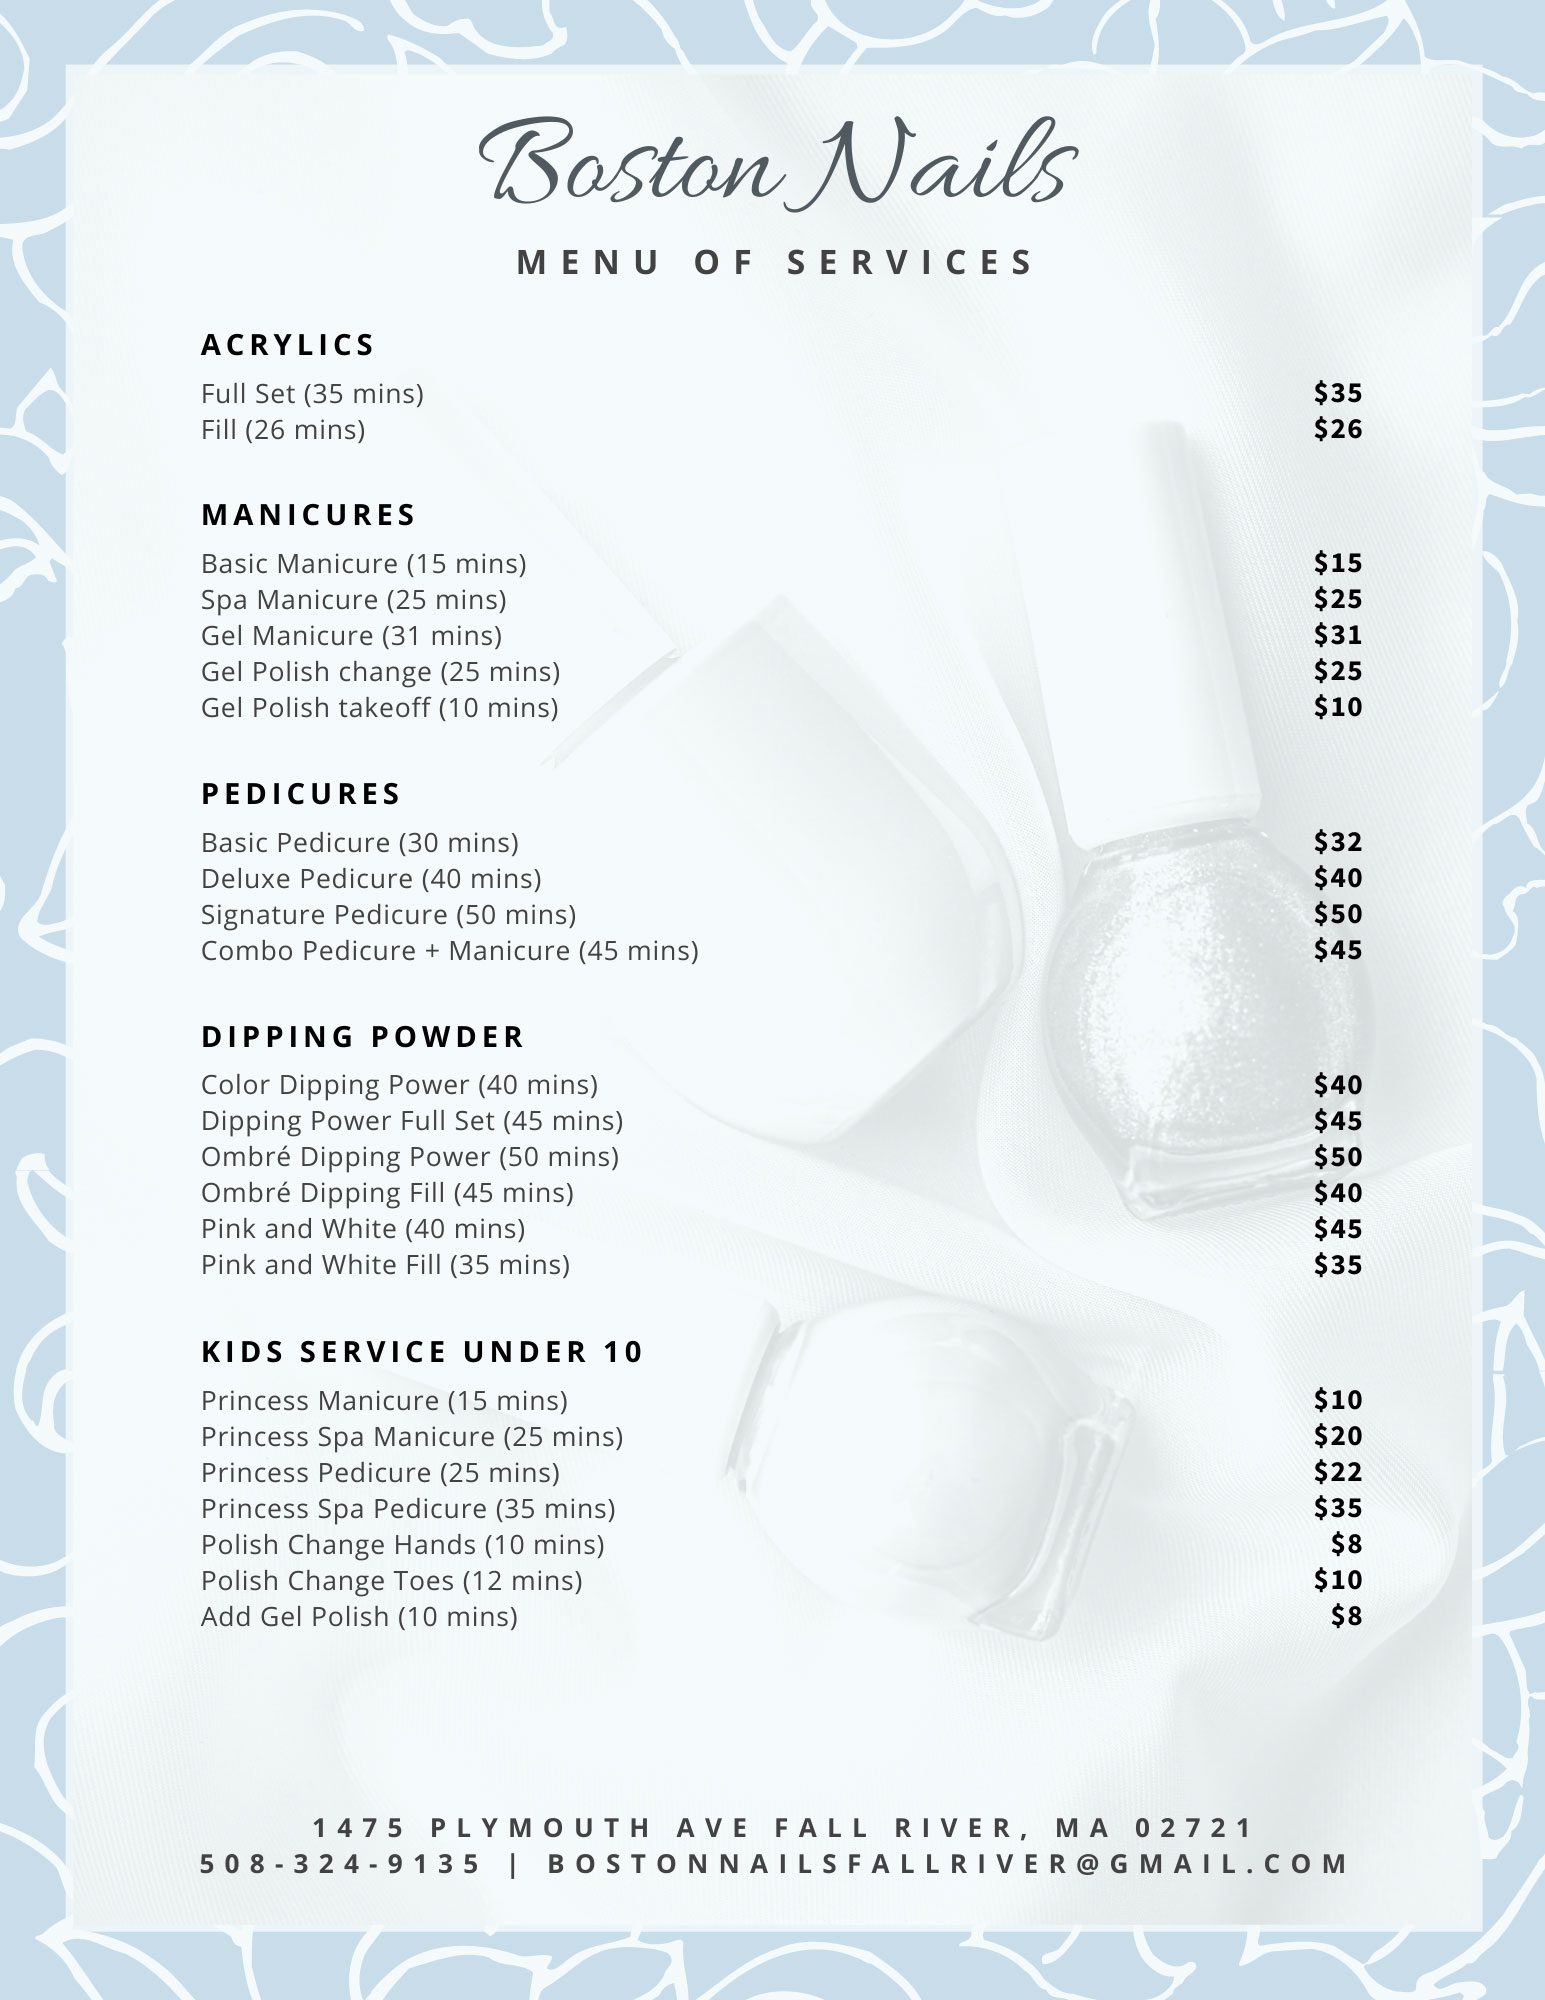 Boston Nails
MENU OF SERVICES
ACRYLICS
Full Set (35 mins) $35
Fill (26 mins) $26
MANICURES
Basic Manicure (15 mins) $15
Spa Manicure (25 mins) $25
Gel Manicure (31 mins) $31
Gel Polish change (25 mins) $25
Gel Polish takeoff (10 mins) $10
PEDICURES
Basic Pedicure (30 mins) $32
Deluxe Pedicure (40 mins) $40
Signature Pedicure (50 mins) $50
Combo Pedicure + Manicure (45 mins) $45
DIPPING POWDER
Color Dipping Power (40 mins) $40
Dipping Power Full Set (45 mins) $45
Ombré Dipping Power (50 mins) $50
Ombré Dipping Fill (45 mins) $40
Pink and White (40 mins) $45
Pink and White Fill (35 mins) $35
KIDS SERVICE UNDER 10
Princess Manicure (15 mins) $10
Princess Spa Manicure (25 mins) $20
Princess Pedicure (25 mins) $22
Princess Spa Pedicure (35 mins) $35
Polish Change Hands (10 mins) $8
Polish Change Toes (12 mins) $10
Add Gel Polish (10 mins) $8
1475 PLYMOUTH AVE FALL RIVER, MA 02721
508-324-9135 | BOSTONNAILSFALLRIVER@GMAIL.COM